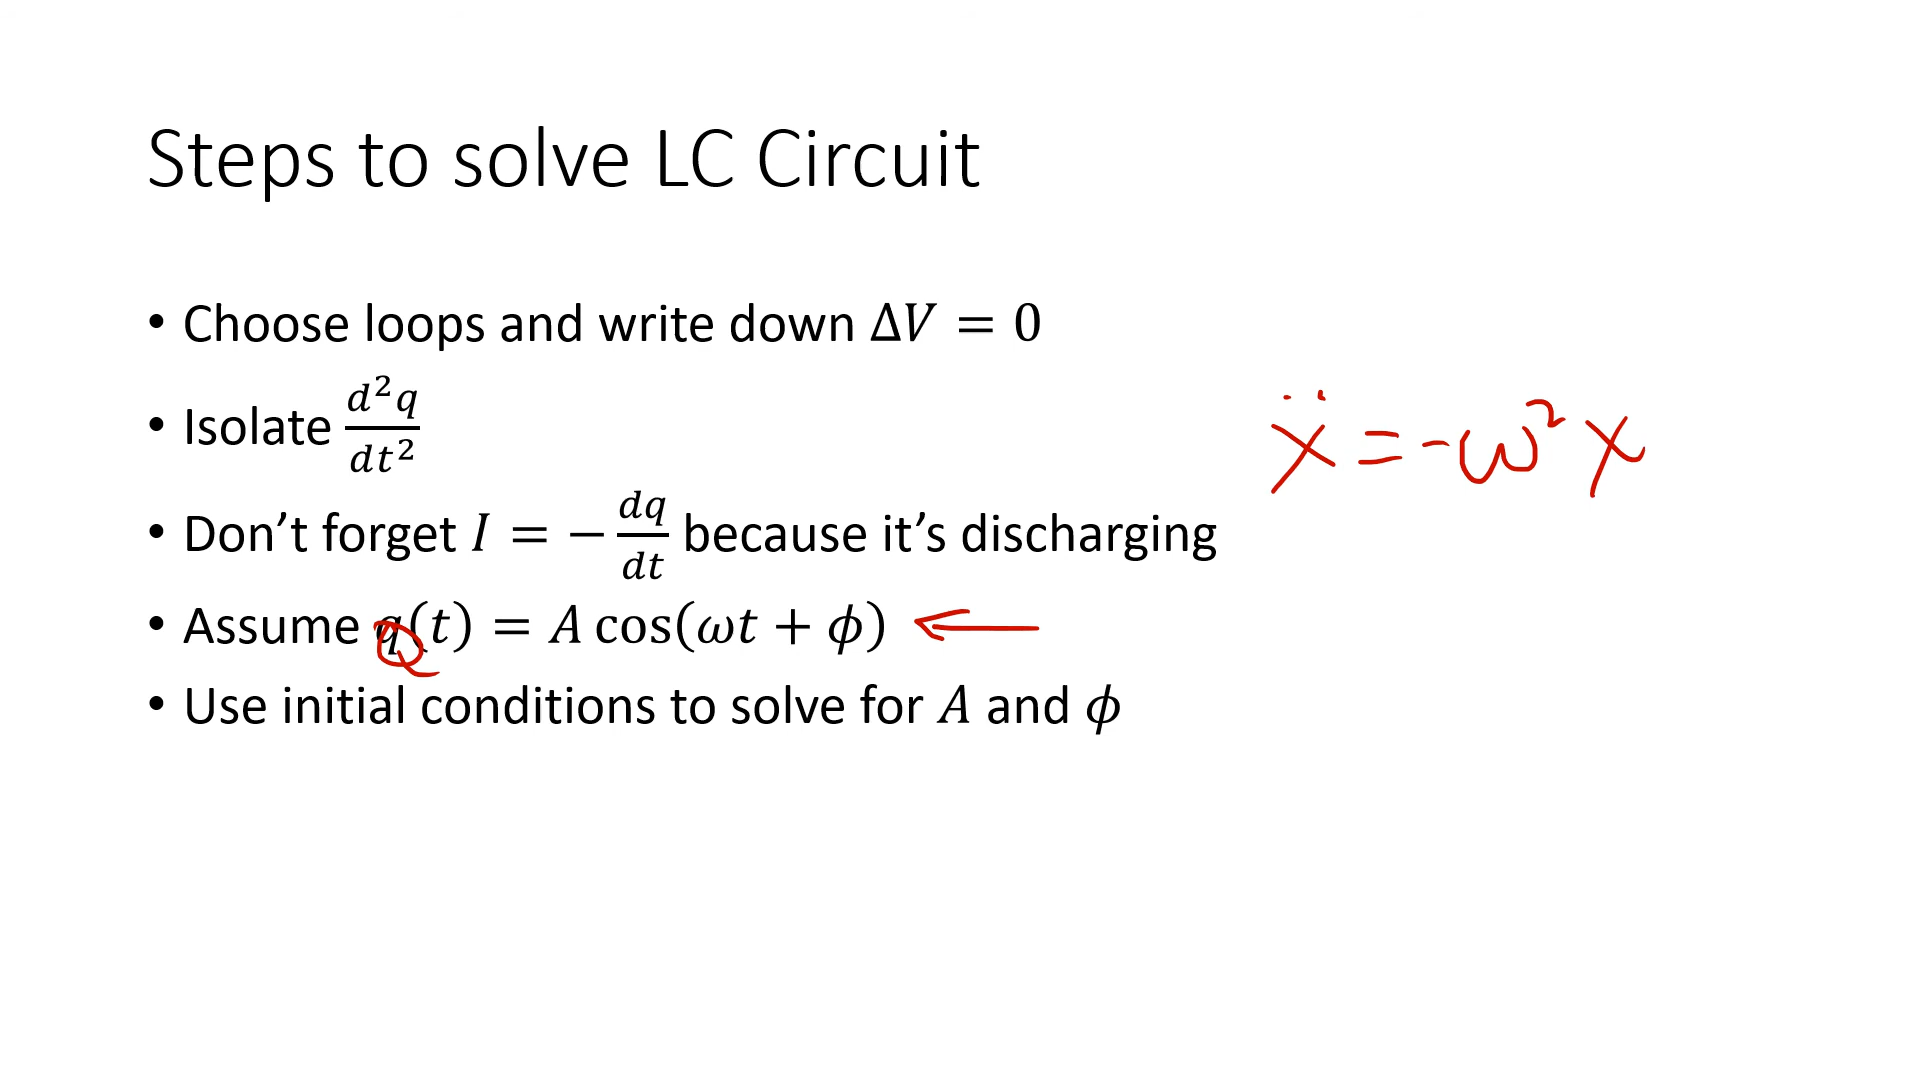 Steps to solve LC Circuit
• Choose loops and write down ΔV = 0
• Isolate d²q/dt²
ẍ = -ω² x
• Don’t forget I = − dq/dt because it’s discharging
• Assume q(t) = A cos(ωt + ϕ) ←
Q
• Use initial conditions to solve for A and ϕ